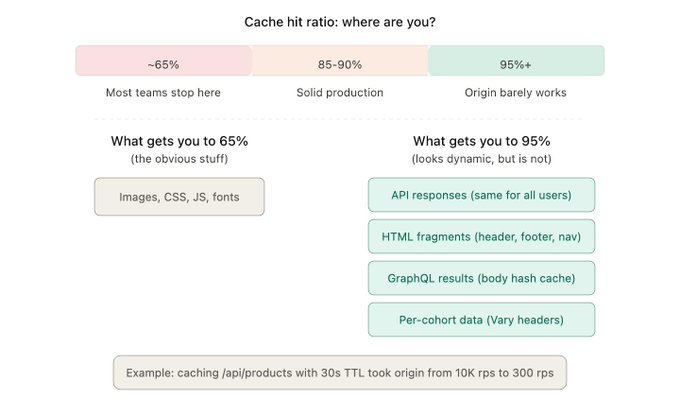 Cache hit ratio: where are you?
~65%
85-90%
95%+
Most teams stop here
Solid production
Origin barely works
What gets you to 65%
(the obvious stuff)
Images, CSS, JS, fonts
What gets you to 95%
(looks dynamic, but is not)
API responses (same for all users)
HTML fragments (header, footer, nav)
GraphQL results (body hash cache)
Per-cohort data (Vary headers)
Example: caching /api/products with 30s TTL took origin from 10K rps to 300 rps